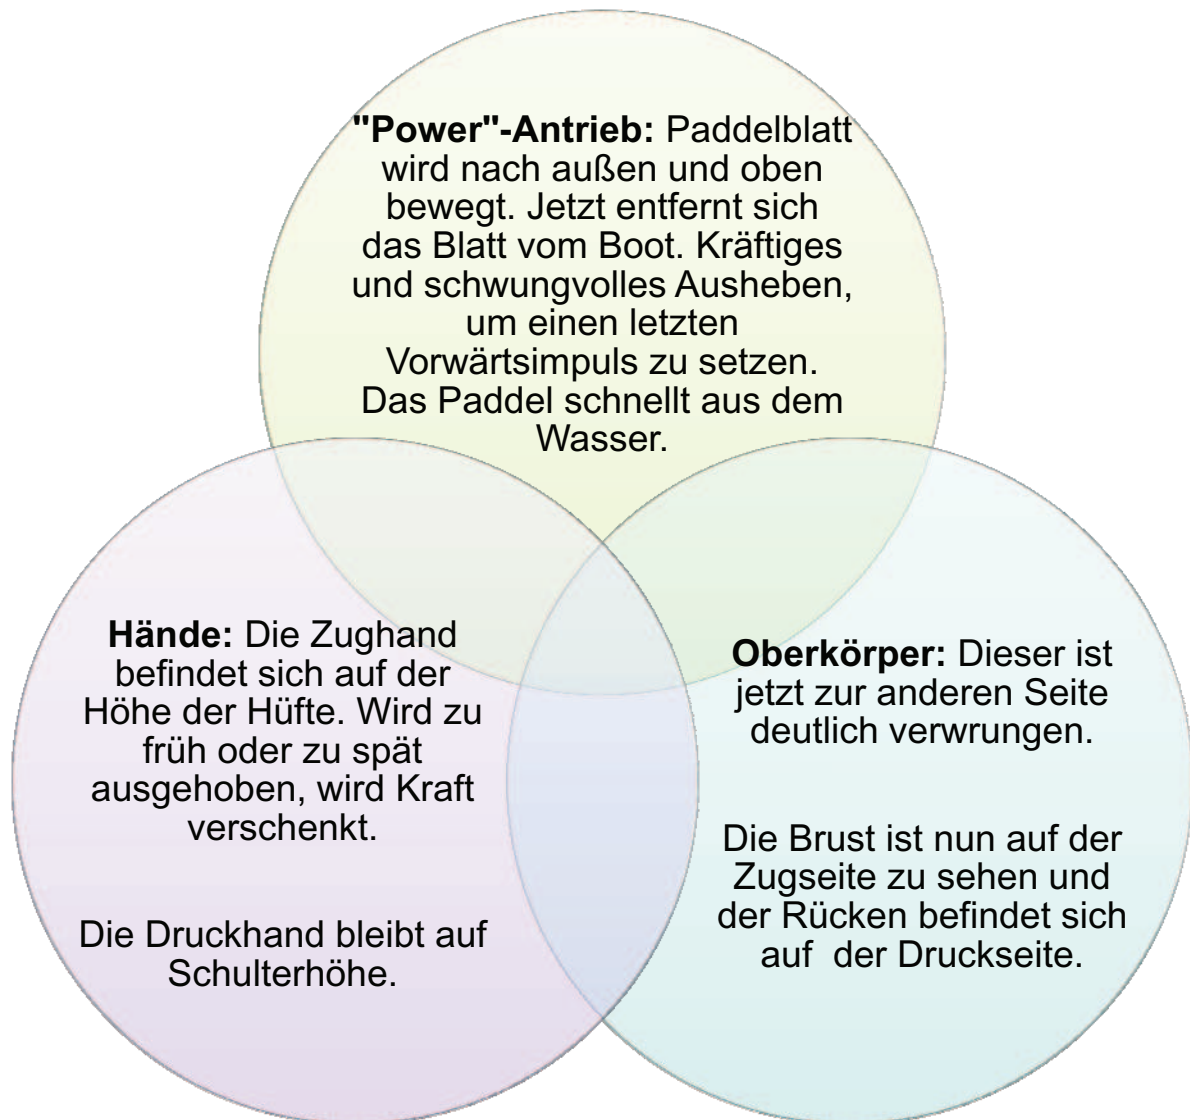 "Power"-Antrieb: Paddelblatt
wird nach außen und oben
bewegt. Jetzt entfernt sich
das Blatt vom Boot. Kräftiges
und schwungvolles Ausheben,
um einen letzten
Vorwärtsimpuls zu setzen.
Das Paddel schnellt aus dem
Wasser.
Hände: Die Zughand
befindet sich auf der
Höhe der Hüfte. Wird zu
früh oder zu spät
ausgehoben, wird Kraft
verschenkt.
Die Druckhand bleibt auf
Schulterhöhe.
Oberkörper: Dieser ist
jetzt zur anderen Seite
deutlich verwrungen.
Die Brust ist nun auf der
Zugseite zu sehen und
der Rücken befindet sich
auf  der Druckseite.